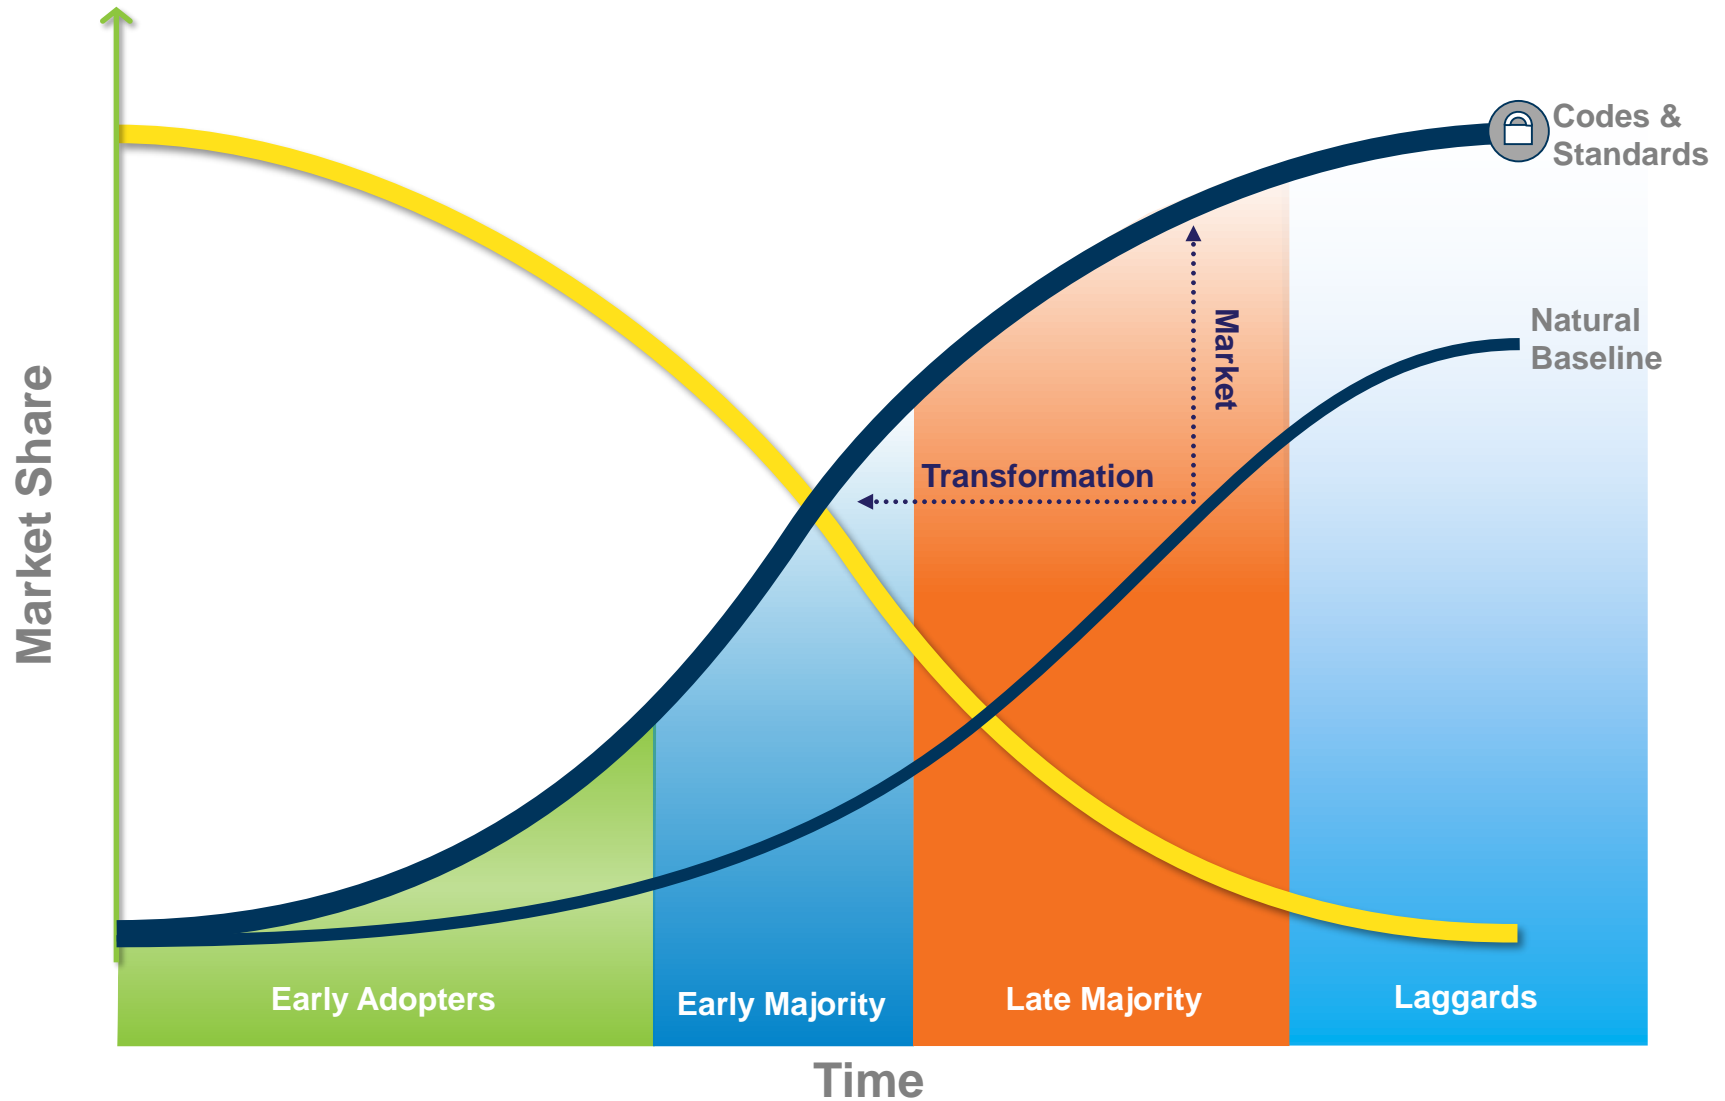 Codes &
Standards
Natural
Baseline
Market
Transformation
Market Share
Early Adopters
Early Majority
Late Majority
Laggards
Time